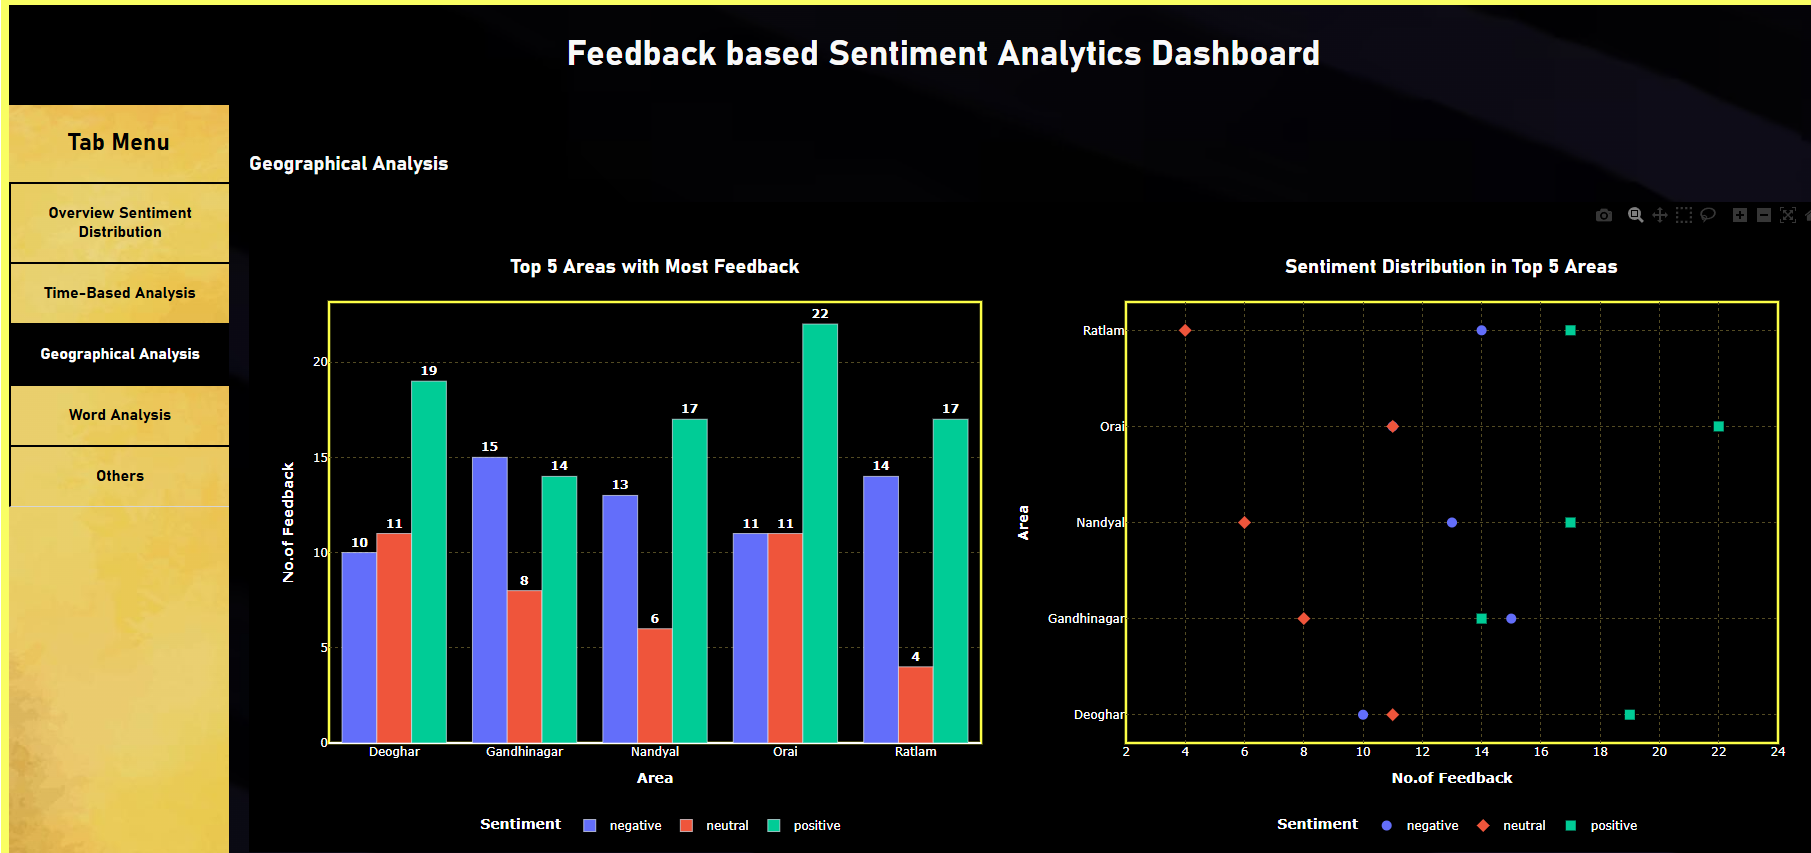 Feedback based Sentiment Analytics Dashboard
Tab Menu
Overview Sentiment
Distribution
Time-Based Analysis
Geographical Analysis
Word Analysis
Others
Geographical Analysis
Top 5 Areas with Most Feedback
No.of Feedback
20
15
10
5
0
10
11
19
15
8
14
13
6
17
11
11
22
14
4
17
Deoghar
Gandhinagar
Nandyal
Orai
Ratlam
Area
Sentiment
negative
neutral
positive
Sentiment Distribution in Top 5 Areas
Area
Ratlam
Orai
Nandyal
Gandhinagar
Deoghar
2
4
6
8
10
12
14
16
18
20
22
24
No.of Feedback
Sentiment
negative
neutral
positive